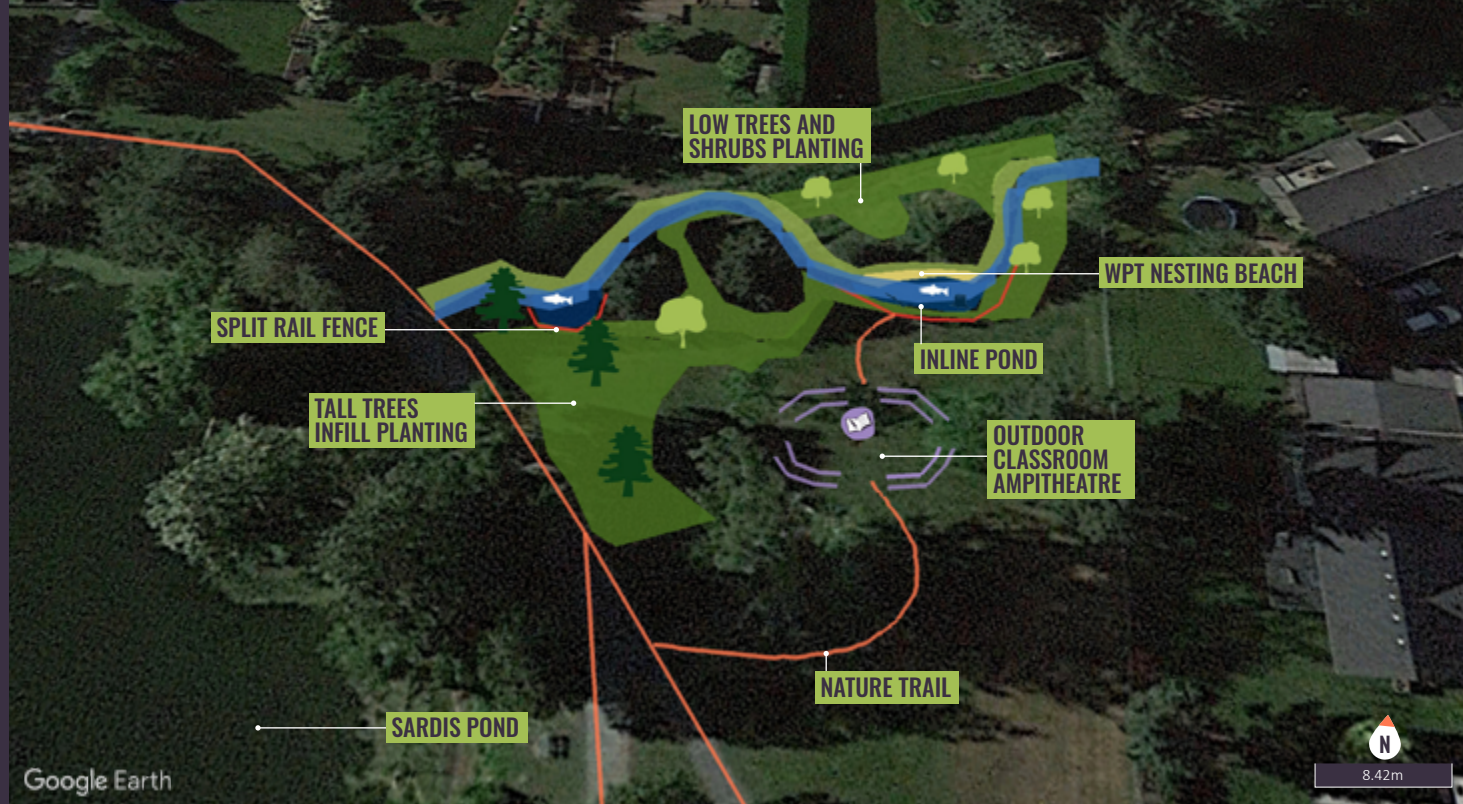 LOW TREES AND
SHRUBS PLANTING
WPT NESTING BEACH
SPLIT RAIL FENCE
INLINE POND
TALL TREES
INFILL PLANTING
OUTDOOR
CLASSROOM
AMPITHEATRE
NATURE TRAIL
SARDIS POND
N
8.42m
Google Earth